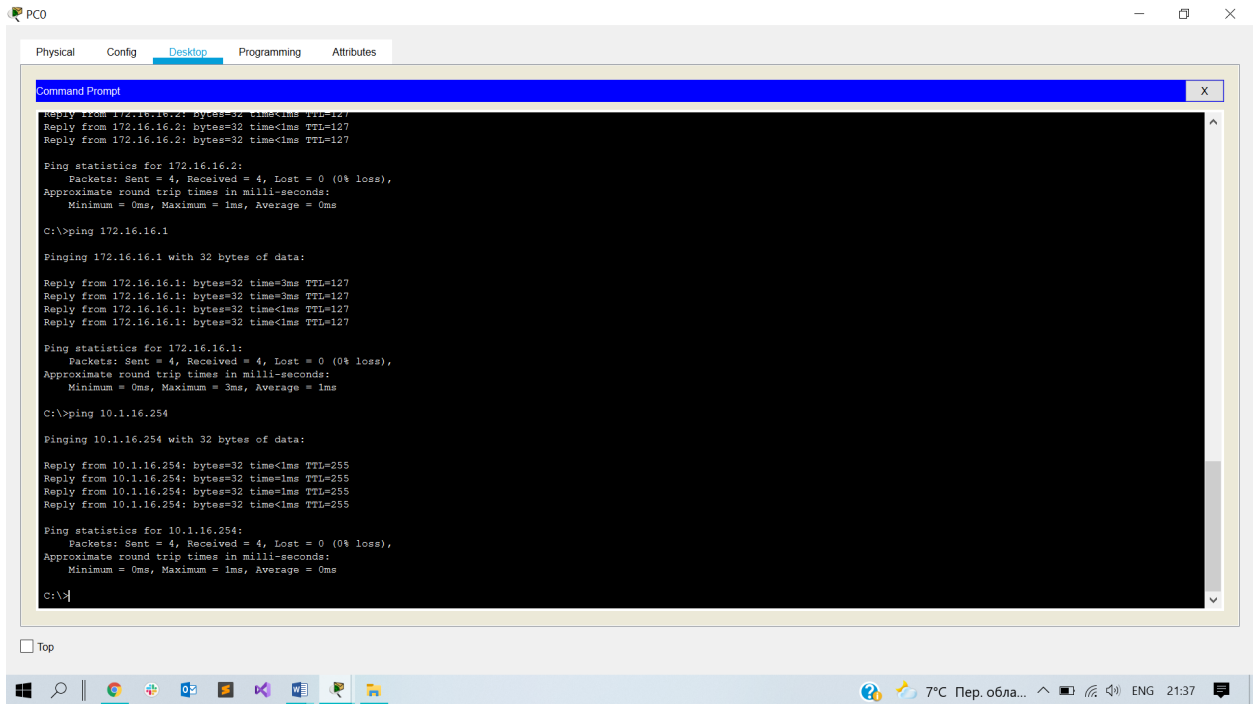 PC0
Physical Config Desktop Programming Attributes
Command Prompt
X
Reply from 172.16.16.2: bytes=32 time<1ms TTL=127
Reply from 172.16.16.2: bytes=32 time<1ms TTL=127
Reply from 172.16.16.2: bytes=32 time<1ms TTL=127
Ping statistics for 172.16.16.2:
Packets: Sent = 4, Received = 4, Lost = 0 (0% loss),
Approximate round trip times in milli-seconds:
Minimum = 0ms, Maximum = 1ms, Average = 0ms
C:\>ping 172.16.16.1
Pinging 172.16.16.1 with 32 bytes of data:
Reply from 172.16.16.1: bytes=32 time=3ms TTL=127
Reply from 172.16.16.1: bytes=32 time=3ms TTL=127
Reply from 172.16.16.1: bytes=32 time<1ms TTL=127
Reply from 172.16.16.1: bytes=32 time<1ms TTL=127
Ping statistics for 172.16.16.1:
Packets: Sent = 4, Received = 4, Lost = 0 (0% loss),
Approximate round trip times in milli-seconds:
Minimum = 0ms, Maximum = 3ms, Average = 1ms
C:\>ping 10.1.16.254
Pinging 10.1.16.254 with 32 bytes of data:
Reply from 10.1.16.254: bytes=32 time<1ms TTL=255
Reply from 10.1.16.254: bytes=32 time=1ms TTL=255
Reply from 10.1.16.254: bytes=32 time=1ms TTL=255
Reply from 10.1.16.254: bytes=32 time<1ms TTL=255
Ping statistics for 10.1.16.254:
Packets: Sent = 4, Received = 4, Lost = 0 (0% loss),
Approximate round trip times in milli-seconds:
Minimum = 0ms, Maximum = 1ms, Average = 0ms
C:\>
Top
7°C Пер. обла... ENG 21:37